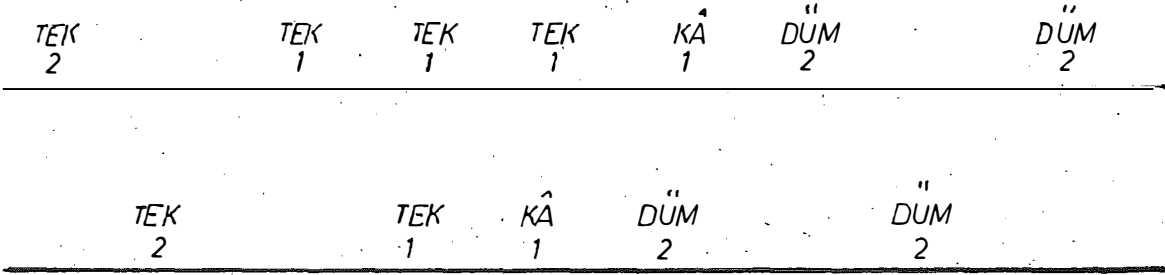 TEK TEK TEK TEK KÂ DÜM DÜM
2 1 1 1 1 2 2
TEK TEK KÂ DÜM DÜM
2 1 1 2 2